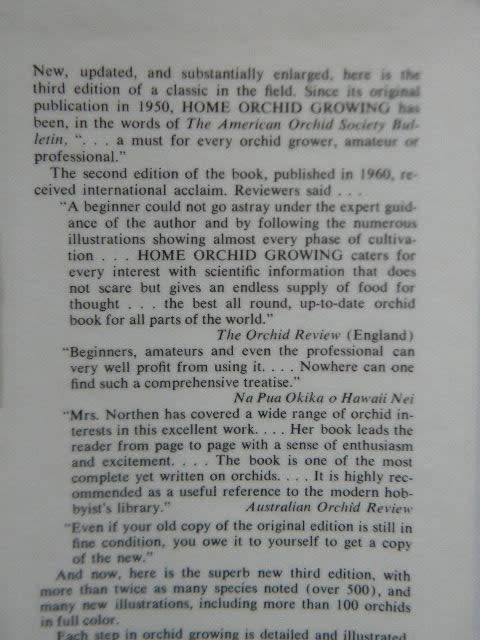 New, updated, and substantially enlarged, here is the
third edition of a classic in the field. Since its original
publication in 1950, HOME ORCHID GROWING has
been, in the words of The American Orchid Society Bul-
letin, ". . . a must for every orchid grower, amateur or
professional."
The second edition of the book, published in 1960, re-
ceived international acclaim. Reviewers said . . .
"A beginner could not go astray under the expert guid-
ance of the author and by following the numerous
illustrations showing almost every phase of cultiva-
tion . . . HOME ORCHID GROWING caters for
every interest with scientific information that does
not scare but gives an endless supply of food for
thought . . . the best all round, up-to-date orchid
book for all parts of the world."
The Orchid Review (England)
"Beginners, amateurs and even the professional can
very well profit from using it. . . . Nowhere can one
find such a comprehensive treatise."
Na Pua Okika o Hawaii Nei
"Mrs. Northen has covered a wide range of orchid in-
terests in this excellent work. . . . Her book leads the
reader from page to page with a sense of enthusiasm
and excitement. . . . The book is one of the most
complete yet written on orchids. . . . It is highly rec-
ommended as a useful reference to the modern hob-
byist's library." Australian Orchid Review
"Even if your old copy of the original edition is still in
fine condition, you owe it to yourself to get a copy
of the new."
And now, here is the superb new third edition, with
more than twice as many species noted (over 500), and
many new illustrations, including more than 100 orchids
in full color.
Each step in orchid growing is detailed and illustrated